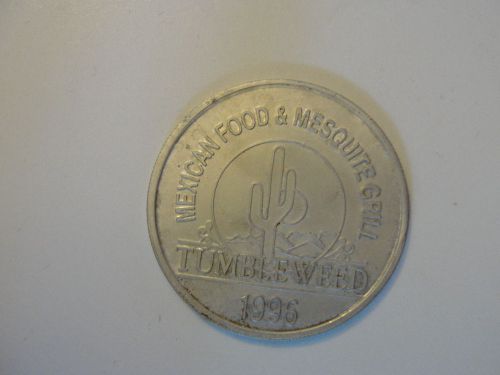 MEXICAN FOOD & MESQUITE GRILL
TUMBLEWEED
1996